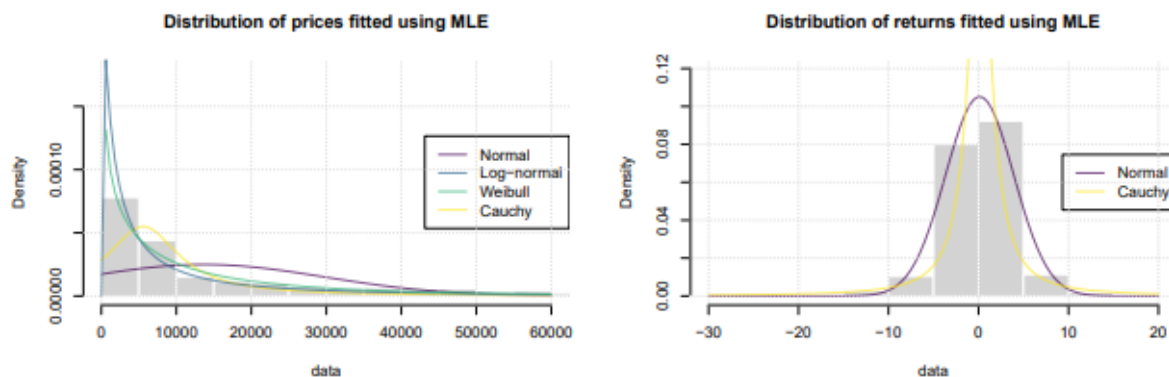 Distribution of prices fitted using MLE
Density
0.00010
0.00000
Normal
Log-normal
Weibull
Cauchy
0 10000 20000 30000 40000 50000 60000
data
Distribution of returns fitted using MLE
Density
0.12
0.08
0.04
0.00
Normal
Cauchy
−30 −20 −10 0 10 20
data